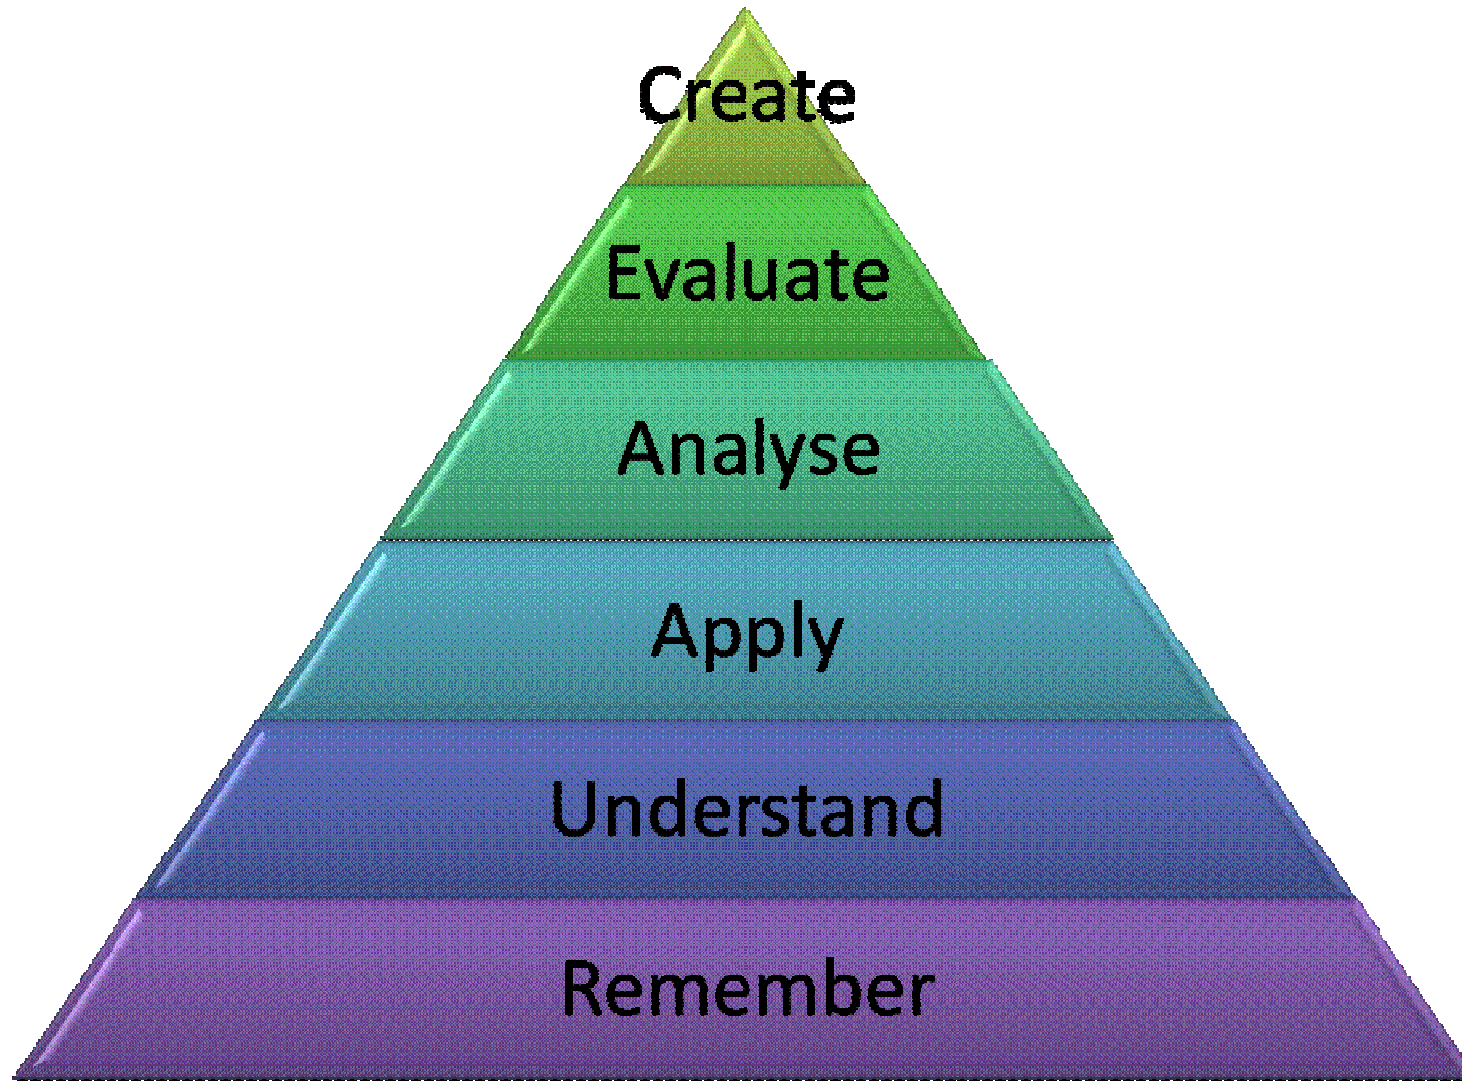 Create
Evaluate
Analyse
Apply
Understand
Remember